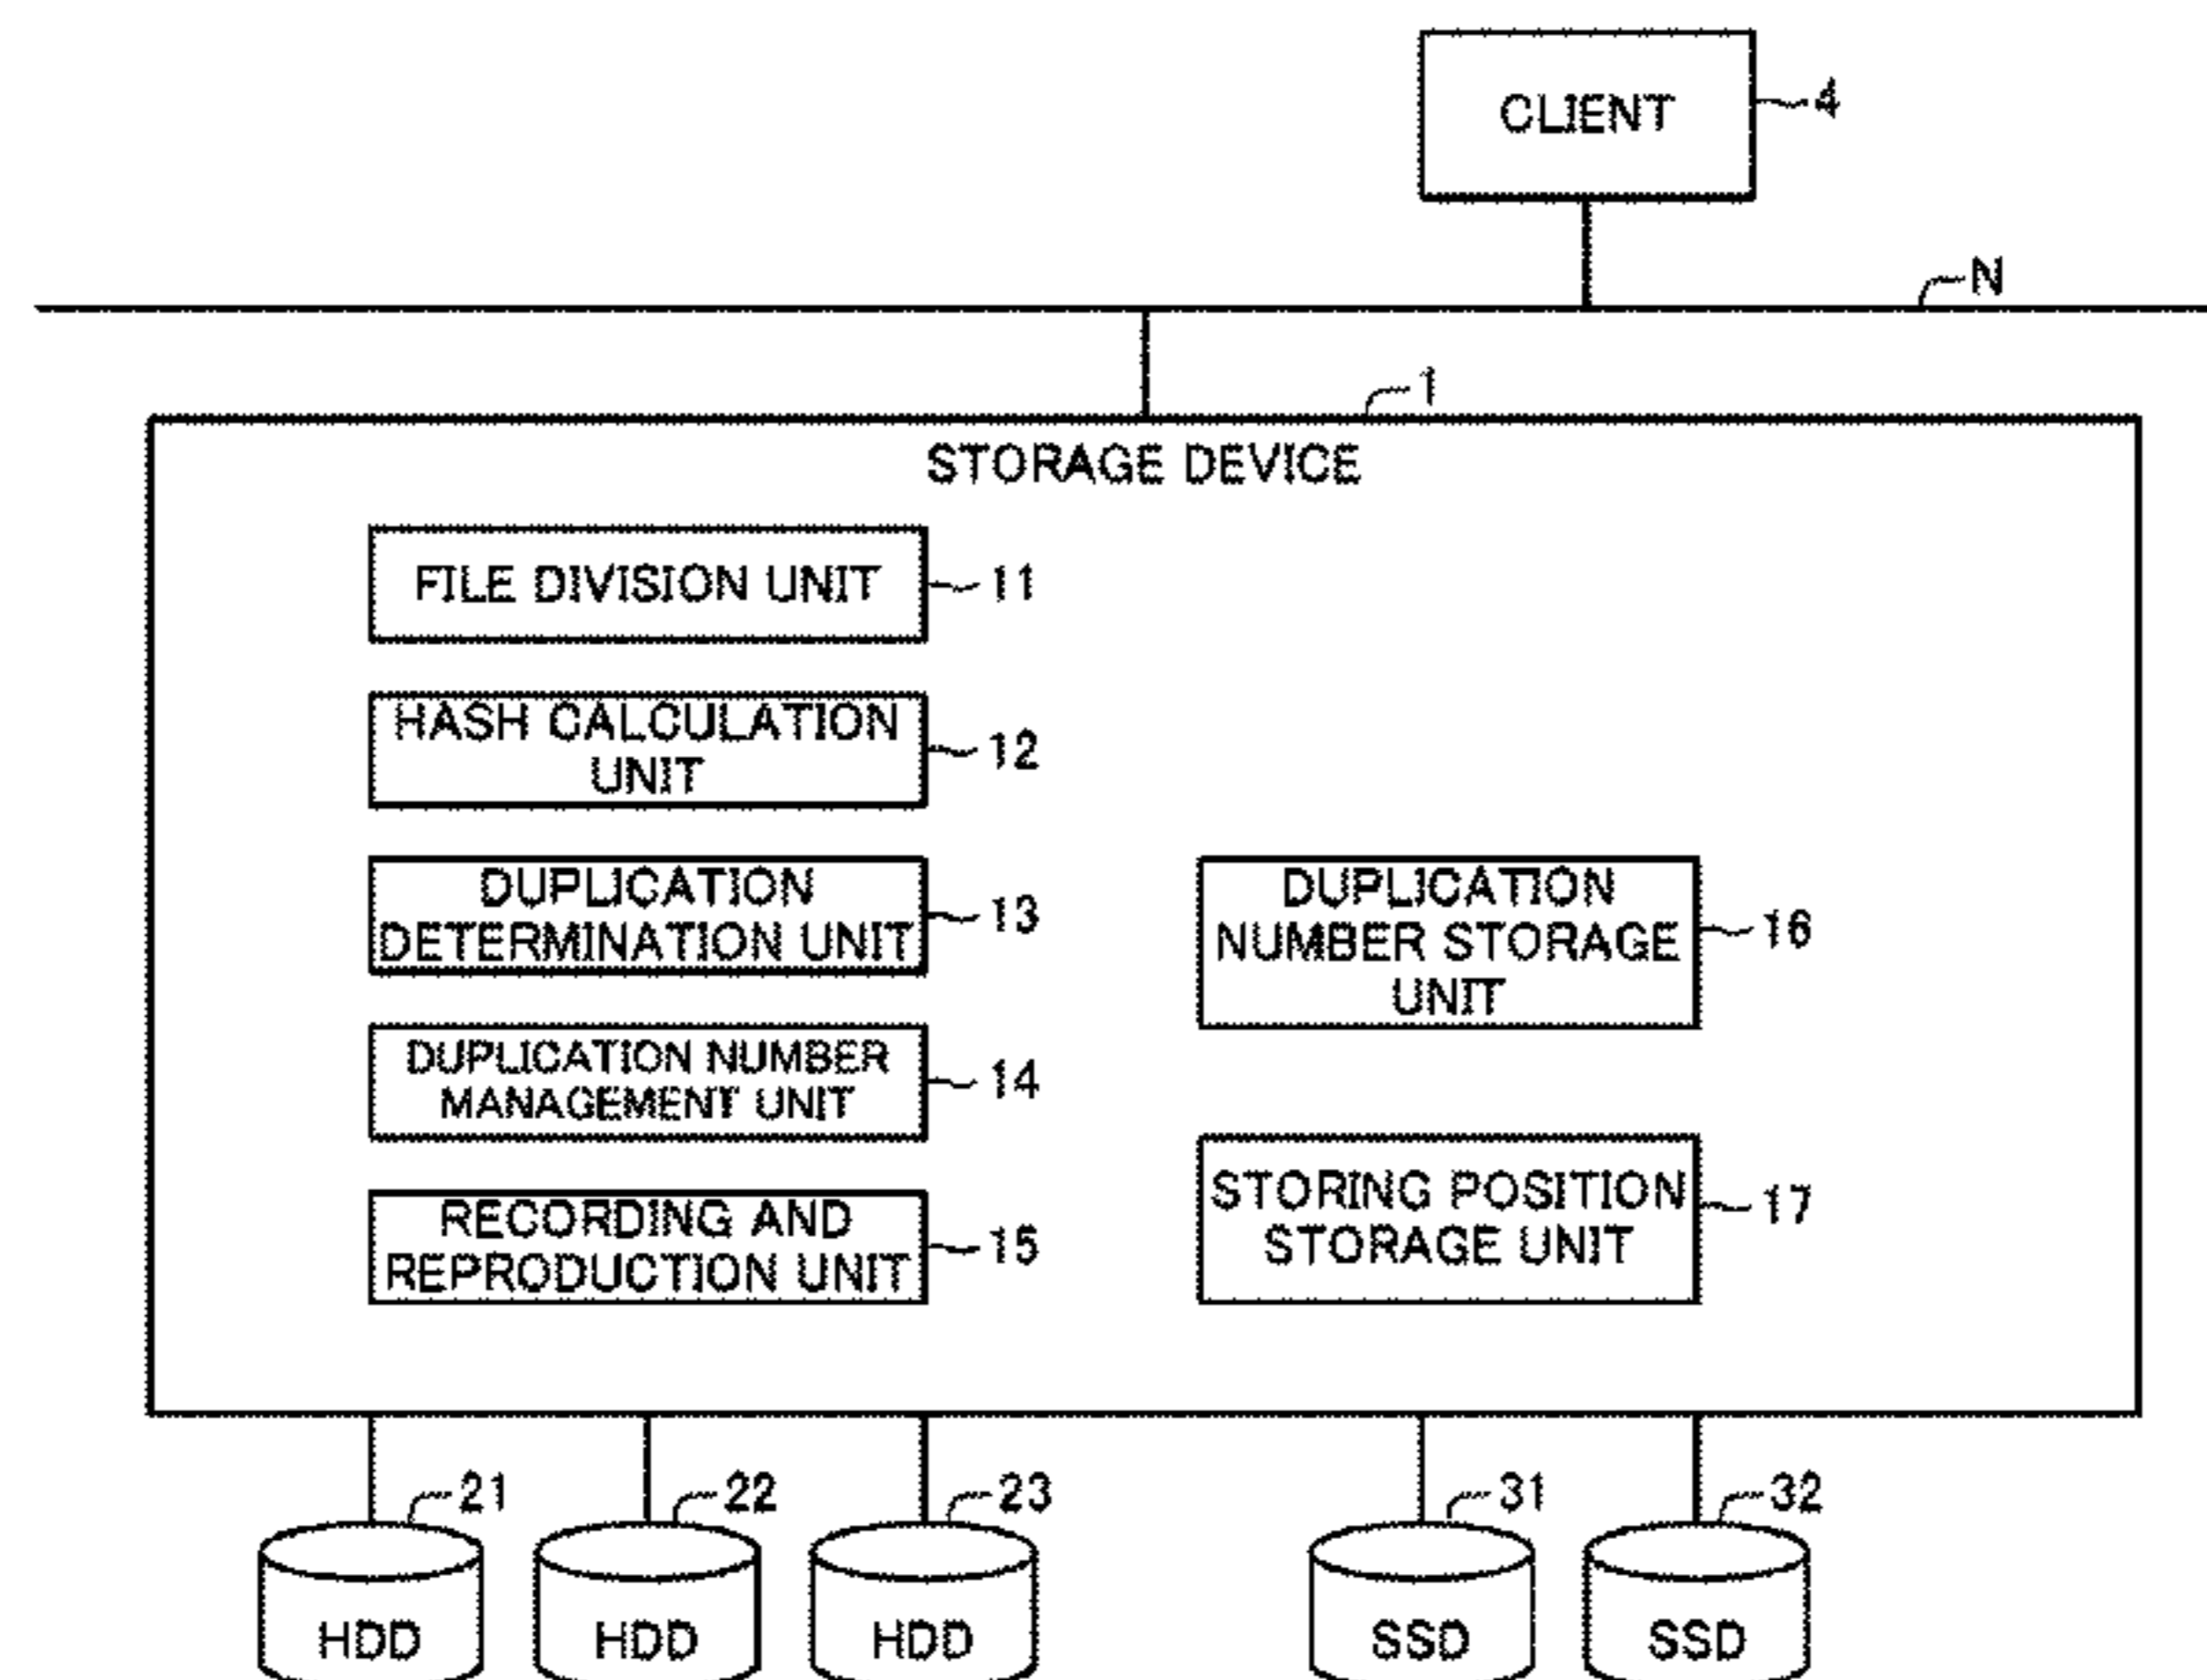 CLIENT
4
N
1
STORAGE DEVICE
FILE DIVISION UNIT
11
HASH CALCULATION
UNIT
12
DUPLICATION
DETERMINATION UNIT
13
DUPLICATION
NUMBER STORAGE
UNIT
16
DUPLICATION NUMBER
MANAGEMENT UNIT
14
STORING POSITION
STORAGE UNIT
17
RECORDING AND
REPRODUCTION UNIT
15
21
22
23
31
32
HDD
HDD
HDD
SSD
SSD